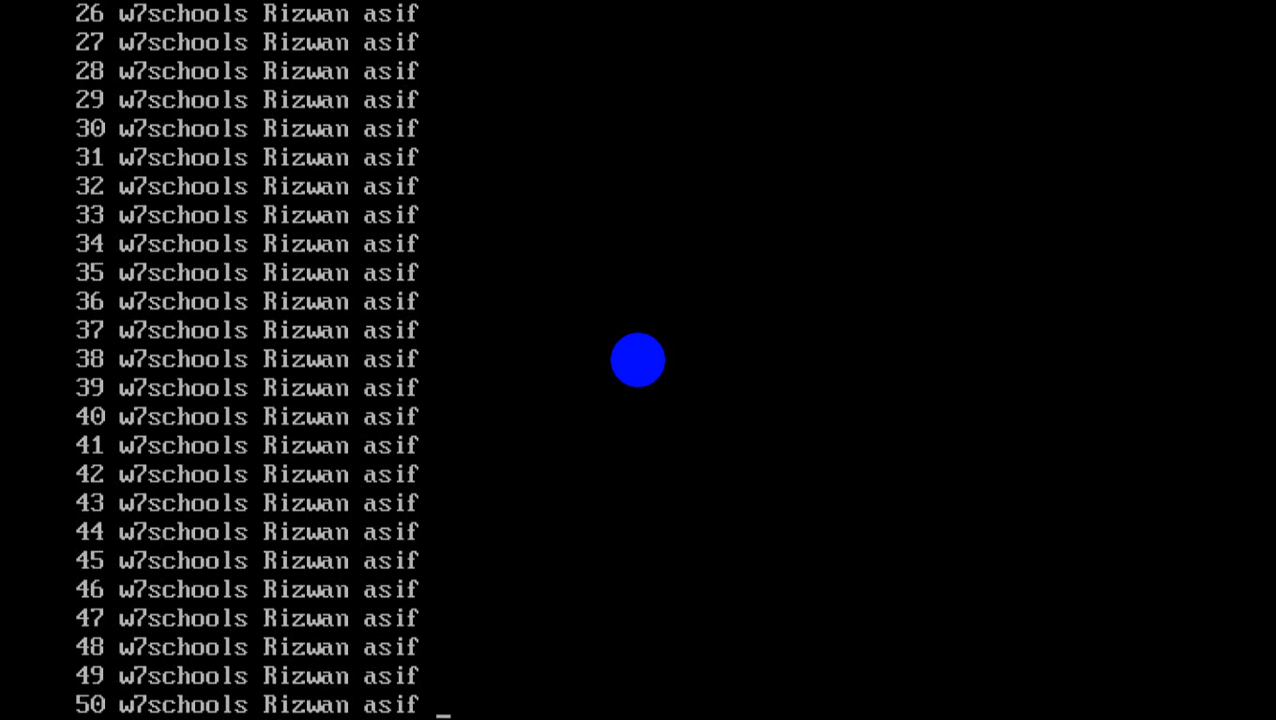 26 w7schools Rizwan asif
27 w7schools Rizwan asif
28 w7schools Rizwan asif
29 w7schools Rizwan asif
30 w7schools Rizwan asif
31 w7schools Rizwan asif
32 w7schools Rizwan asif
33 w7schools Rizwan asif
34 w7schools Rizwan asif
35 w7schools Rizwan asif
36 w7schools Rizwan asif
37 w7schools Rizwan asif
38 w7schools Rizwan asif
39 w7schools Rizwan asif
40 w7schools Rizwan asif
41 w7schools Rizwan asif
42 w7schools Rizwan asif
43 w7schools Rizwan asif
44 w7schools Rizwan asif
45 w7schools Rizwan asif
46 w7schools Rizwan asif
47 w7schools Rizwan asif
48 w7schools Rizwan asif
49 w7schools Rizwan asif
50 w7schools Rizwan asif _